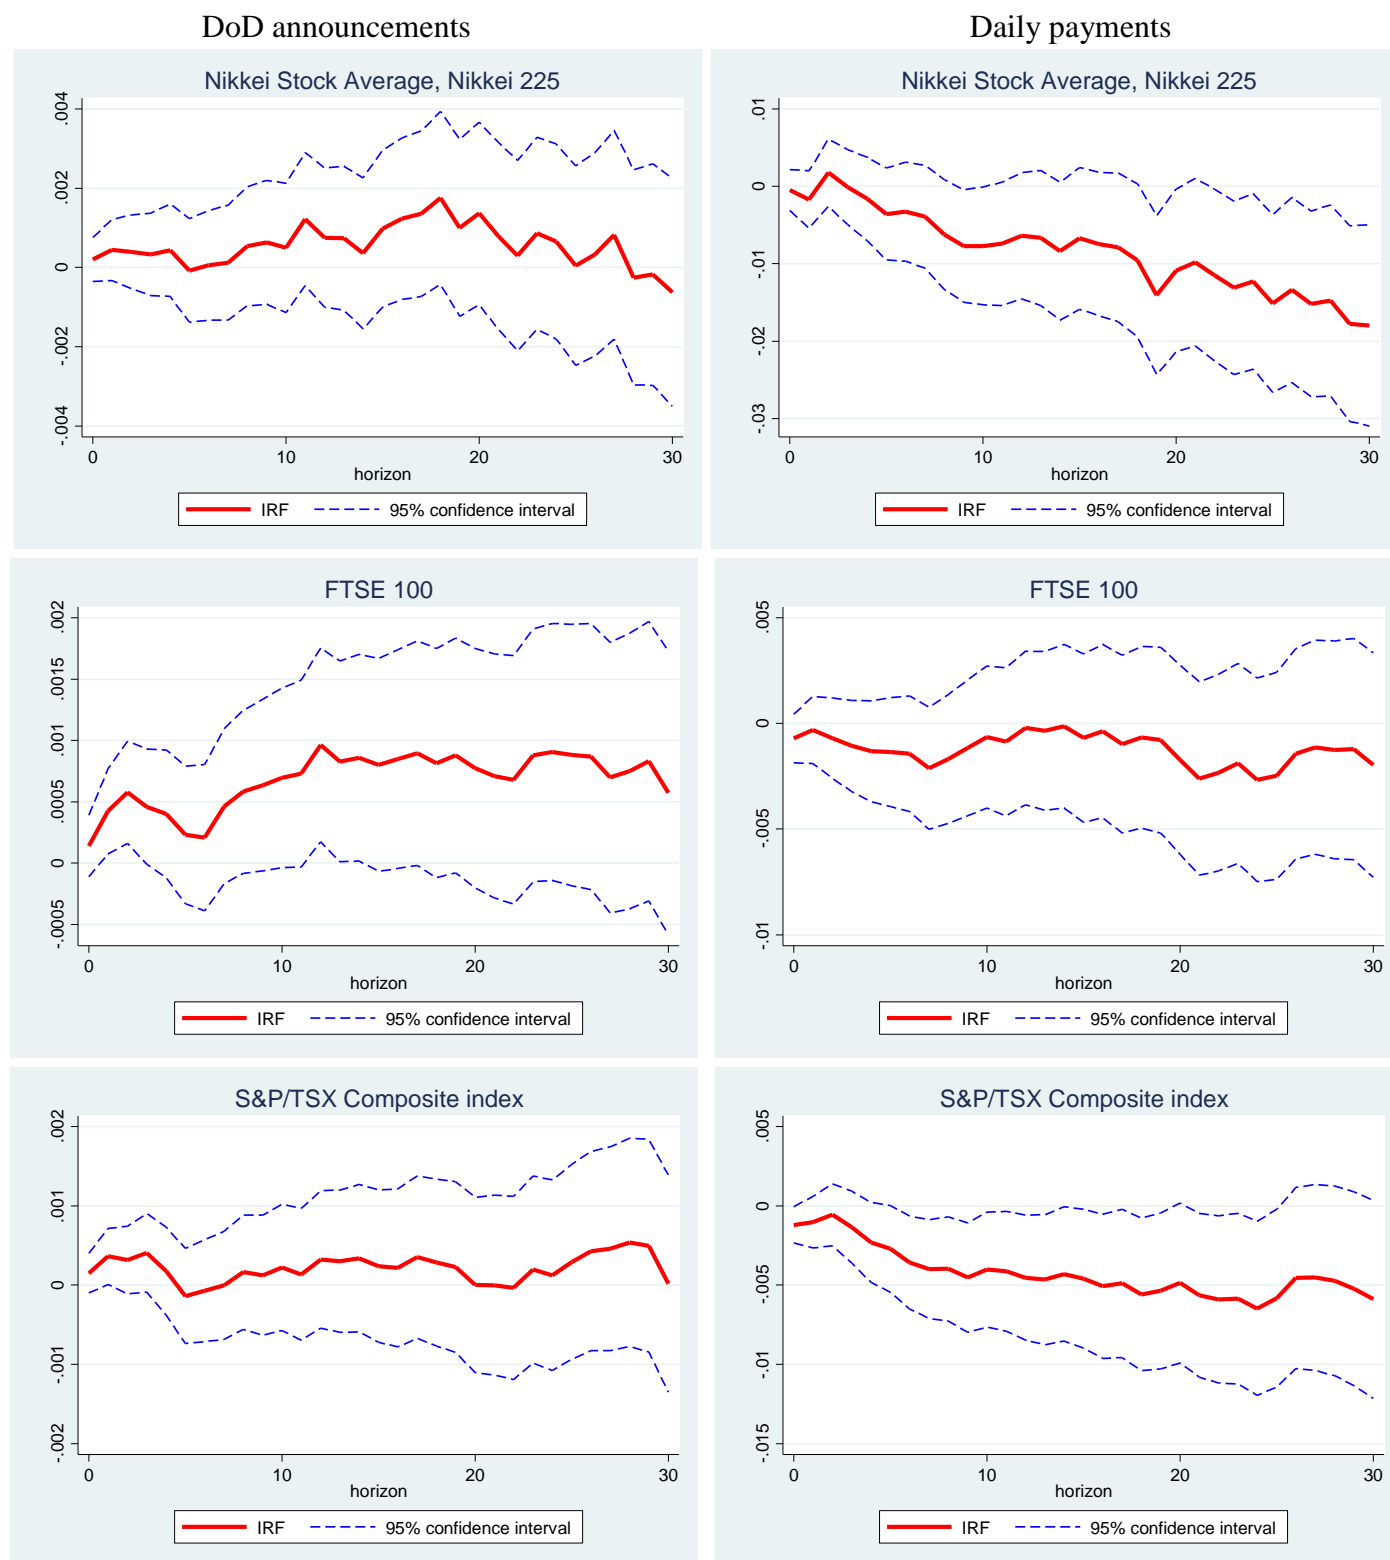 DoD announcements
Daily payments
Nikkei Stock Average, Nikkei 225
.004
.002
0
-.002
-.004
0 10 20 30
horizon
IRF 95% confidence interval
Nikkei Stock Average, Nikkei 225
.01
0
-.01
-.02
-.03
0 10 20 30
horizon
IRF 95% confidence interval
FTSE 100
.002
.0015
.001
.0005
0
-.0005
0 10 20 30
horizon
IRF 95% confidence interval
FTSE 100
.005
0
-.005
-.01
0 10 20 30
horizon
IRF 95% confidence interval
S&P/TSX Composite index
.002
.001
0
-.001
-.002
0 10 20 30
horizon
IRF 95% confidence interval
S&P/TSX Composite index
.005
0
-.005
-.01
-.015
0 10 20 30
horizon
IRF 95% confidence interval